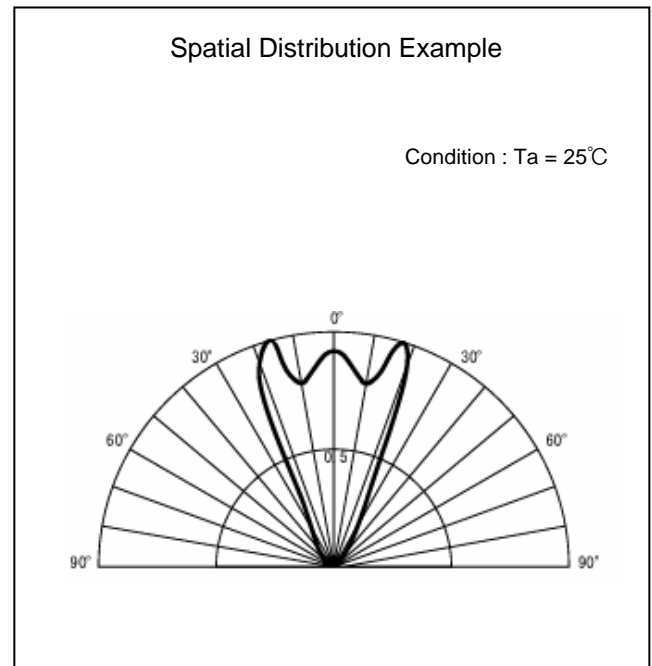 Spatial Distribution Example
Condition : Ta = 25℃
0°
30° 30°
60° 60°
0.5
90° 90°